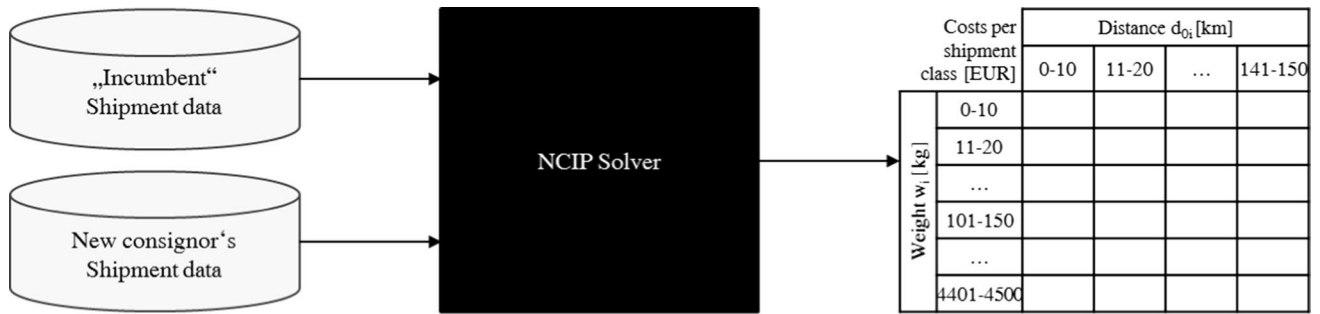 „Incumbent“
Shipment data
New consignor‘s
Shipment data
NCIP Solver
Costs per
shipment
class [EUR]
Distance d0i [km]
0-10
11-20
…
141-150
Weight wi [kg]
0-10
11-20
…
101-150
…
4401-4500